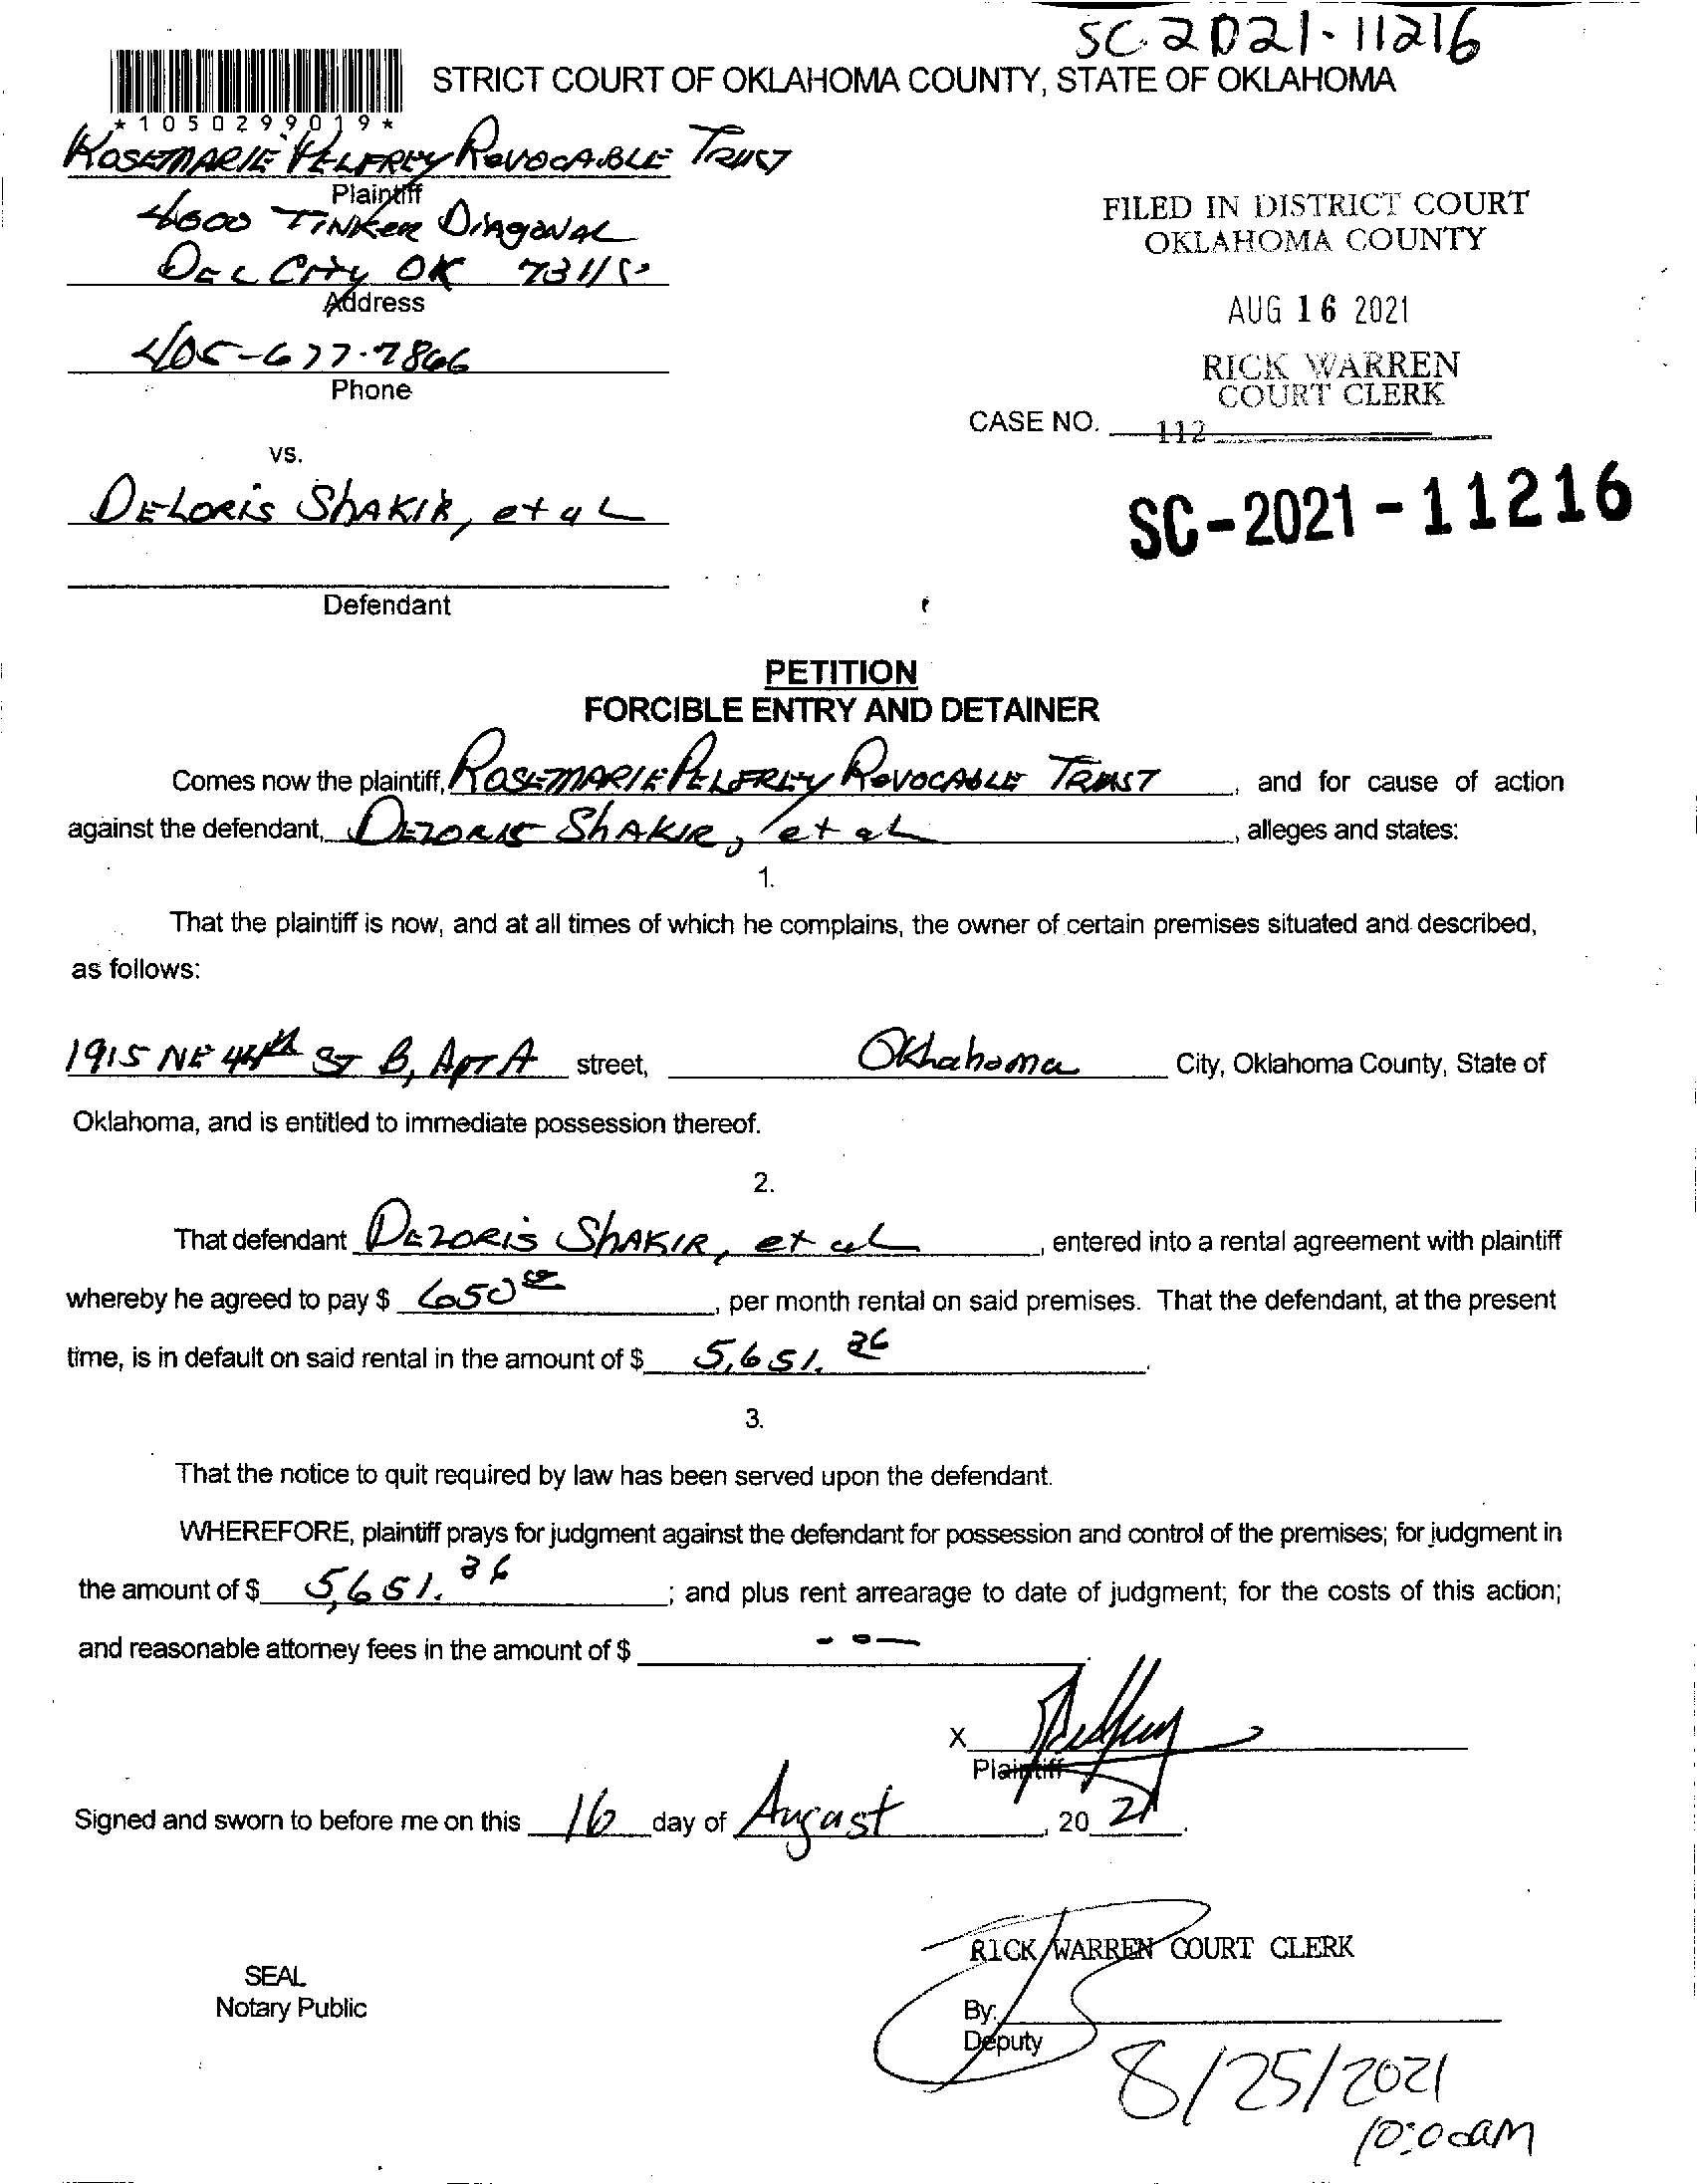 SC-2021-11216
STRICT COURT OF OKLAHOMA COUNTY, STATE OF OKLAHOMA
*1050299019*
ROSEMARIE PELFREY REVOCABLE TRUST
Plaintiff
4600 TINKER DIAGONAL
DEL CITY OK 73115
Address
405-677-7866
Phone
FILED IN DISTRICT COURT
OKLAHOMA COUNTY
AUG 16 2021
RICK WARREN
COURT CLERK
CASE NO. 112
vs.
DELORIS SHAKIR, et al
SC-2021-11216
Defendant
PETITION
FORCIBLE ENTRY AND DETAINER
Comes now the plaintiff, ROSEMARIE PELFREY REVOCABLE TRUST, and for cause of action
against the defendant, DELORIS SHAKIR, et al, alleges and states:
1.
That the plaintiff is now, and at all times of which he complains, the owner of certain premises situated and described,
as follows:
1915 NE 44th ST B, APT A street, Oklahoma City, Oklahoma County, State of
Oklahoma, and is entitled to immediate possession thereof.
2.
That defendant DELORIS SHAKIR, et al, entered into a rental agreement with plaintiff
whereby he agreed to pay $ 650, per month rental on said premises. That the defendant, at the present
time, is in default on said rental in the amount of $ 5,651.36.
3.
That the notice to quit required by law has been served upon the defendant.
WHEREFORE, plaintiff prays for judgment against the defendant for possession and control of the premises; for judgment in
the amount of $ 5,651.36; and plus rent arrearage to date of judgment; for the costs of this action;
and reasonable attorney fees in the amount of $ -0-
X
Plaintiff
Signed and sworn to before me on this 16 day of August, 20 21.
RICK WARREN COURT CLERK
SEAL
Notary Public
By:
Deputy
8/25/2021
10:00AM